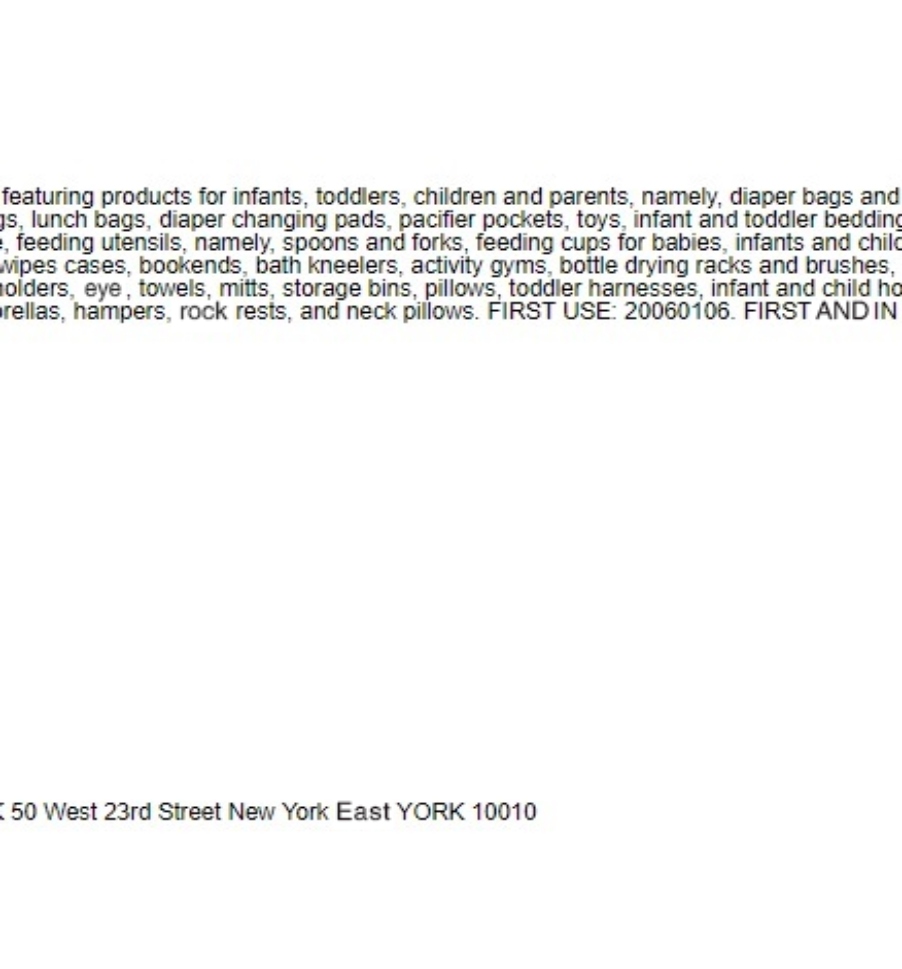 featuring products for infants, toddlers, children and parents, namely, diaper bags and
gs, lunch bags, diaper changing pads, pacifier pockets, toys, infant and toddler bedding
, feeding utensils, namely, spoons and forks, feeding cups for babies, infants and chil
wipes cases, bookends, bath kneelers, activity gyms, bottle drying racks and brushes,
holders, eye , towels, mitts, storage bins, pillows, toddler harnesses, infant and child ho
rellas, hampers, rock rests, and neck pillows. FIRST USE: 20060106. FIRST AND IN
50 West 23rd Street New York East YORK 10010